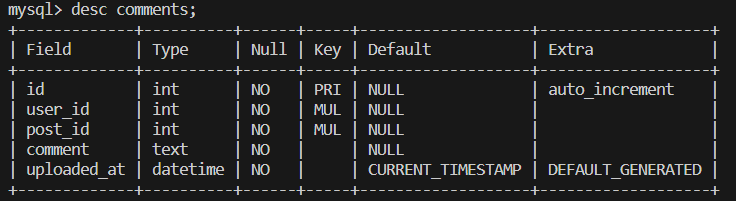 mysql> desc comments;
+-------------+----------+------+-----+-------------------+-------------------+
| Field       | Type     | Null | Key | Default           | Extra             |
+-------------+----------+------+-----+-------------------+-------------------+
| id          | int      | NO   | PRI | NULL              | auto_increment    |
| user_id     | int      | NO   | MUL | NULL              |                   |
| post_id     | int      | NO   | MUL | NULL              |                   |
| comment     | text     | NO   |     | NULL              |                   |
| uploaded_at | datetime | NO   |     | CURRENT_TIMESTAMP | DEFAULT_GENERATED |
+-------------+----------+------+-----+-------------------+-------------------+